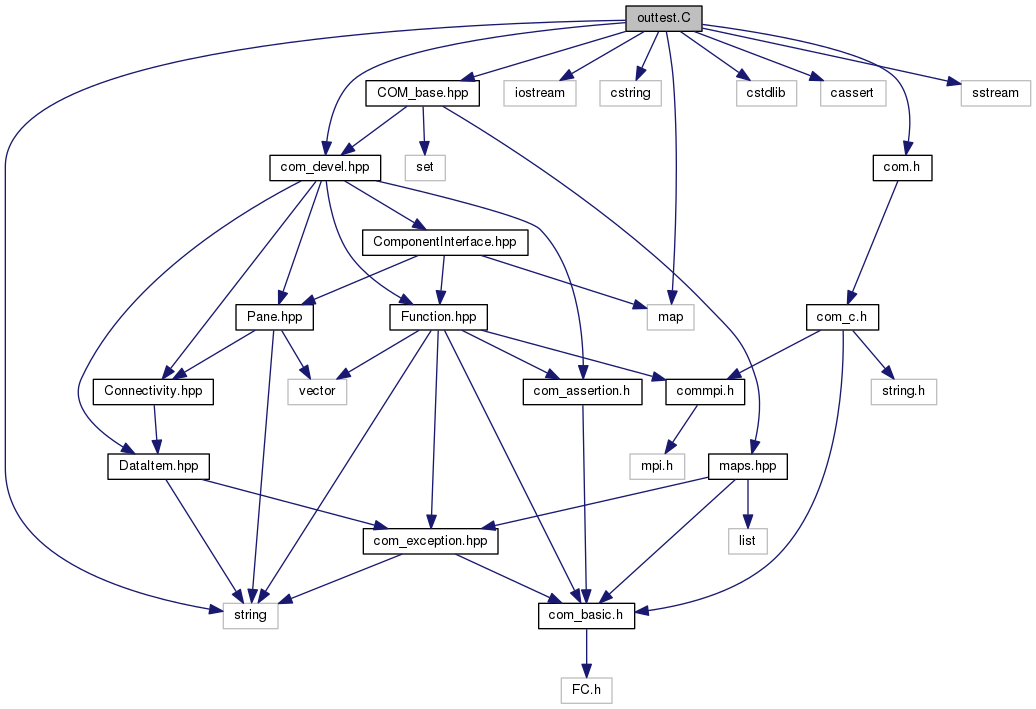 outtest.C
COM_base.hpp
iostream
cstring
cstdlib
cassert
sstream
com_devel.hpp
set
com.h
ComponentInterface.hpp
Pane.hpp
Function.hpp
map
com_c.h
Connectivity.hpp
vector
com_assertion.h
commpi.h
string.h
DataItem.hpp
mpi.h
maps.hpp
com_exception.hpp
list
string
com_basic.h
FC.h